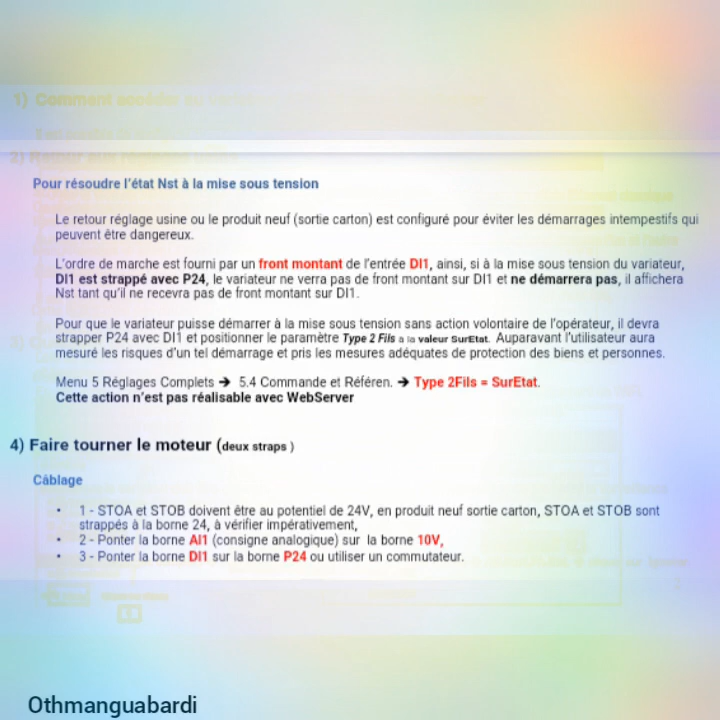 1) Comment accéder
Pour résoudre l'état Nst à la mise sous tension
Le retour réglage usine ou le produit neuf (sortie carton) est configuré pour éviter les démarrages intempestifs qui
peuvent être dangereux.
L'ordre de marche est fourni par un front montant de l'entrée DI1, ainsi, si à la mise sous tension du variateur,
DI1 est strappé avec P24, le variateur ne verra pas de front montant sur DI1 et ne démarrera pas, il affichera
Nst tant qu'il ne recevra pas de front montant sur DI1.
Pour que le variateur puisse démarrer à la mise sous tension sans action volontaire de l'opérateur, il devra
strapper P24 avec DI1 et positionner le paramètre Type 2 Fils a la valeur SurEtat. Auparavant l'utilisateur aura
mesuré les risques d'un tel démarrage et pris les mesures adéquates de protection des biens et personnes.
Menu 5 Réglages Complets ➔ 5.4 Commande et Référen. ➔ Type 2Fils = SurEtat.
Cette action n'est pas réalisable avec WebServer
4) Faire tourner le moteur (deux straps )
Câblage
• 1 - STOA et STOB doivent être au potentiel de 24V, en produit neuf sortie carton, STOA et STOB sont
strappés à la borne 24, à vérifier impérativement,
• 2 - Ponter la borne AI1 (consigne analogique) sur la borne 10V,
• 3 - Ponter la borne DI1 sur la borne P24 ou utiliser un commutateur.
Othmanguabardi